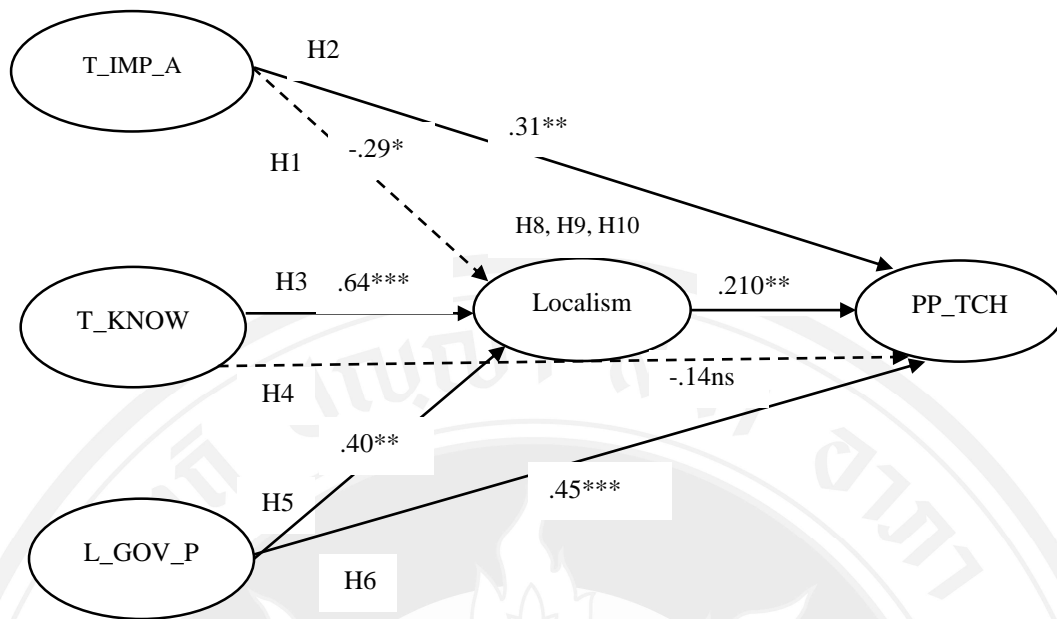 T_IMP_A
H2
.31**
-.29*
H1
H8, H9, H10
H3 .64***
Localism
.210**
PP_TCH
T_KNOW
-.14ns
H4
.40**
.45***
H5
L_GOV_P
H6